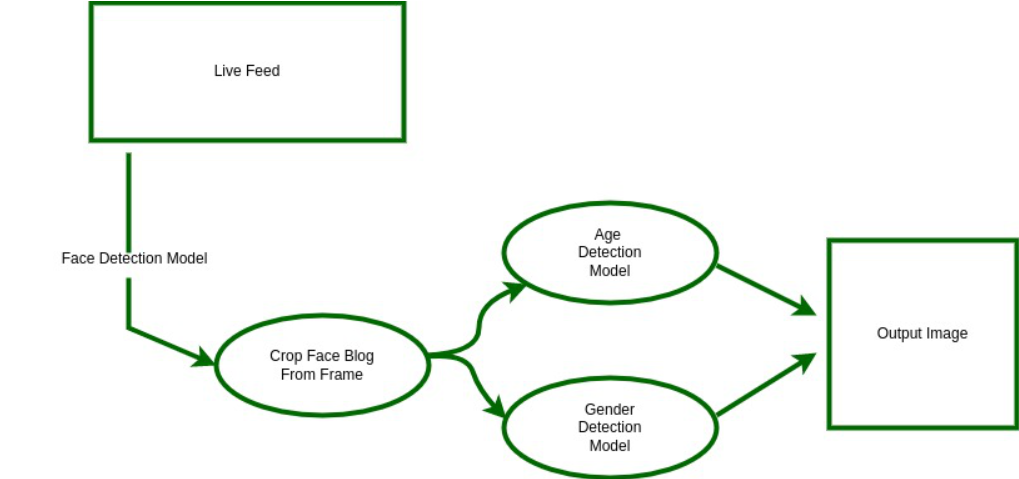 Live Feed
Face Detection Model
Crop Face Blog
From Frame
Age
Detection
Model
Gender
Detection
Model
Output Image